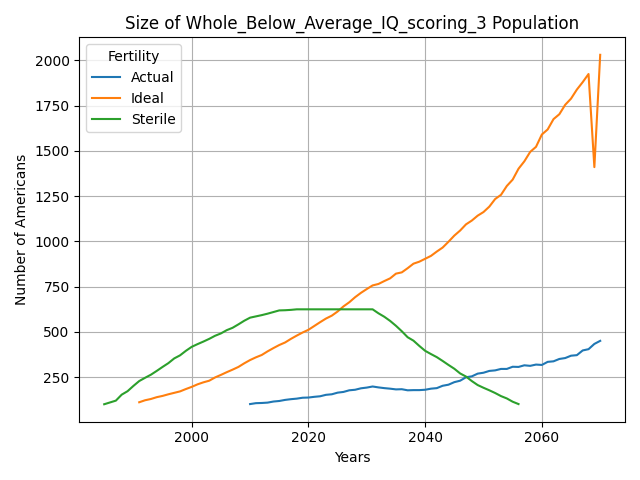 Size of Whole_Below_Average_IQ_scoring_3 Population
Fertility
Actual
Ideal
Sterile
Number of Americans
2000
1750
1500
1250
1000
750
500
250
2000 2020 2040 2060
Years